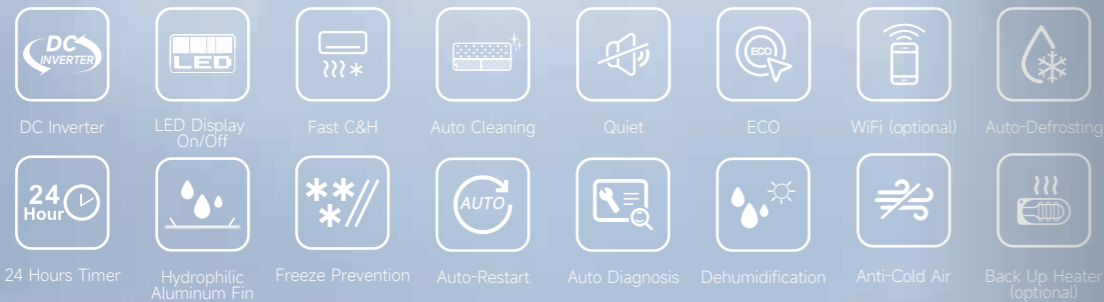 DC
INVERTER
LED
ECO
DC Inverter
LED Display
On/Off
Fast C&H
Auto Cleaning
Quiet
ECO
WiFi (optional)
Auto-Defrosting
24
Hour
AUTO
24 Hours Timer
Hydrophilic
Aluminum Fin
Freeze Prevention
Auto-Restart
Auto Diagnosis
Dehumidification
Anti-Cold Air
Back Up Heater
(optional)